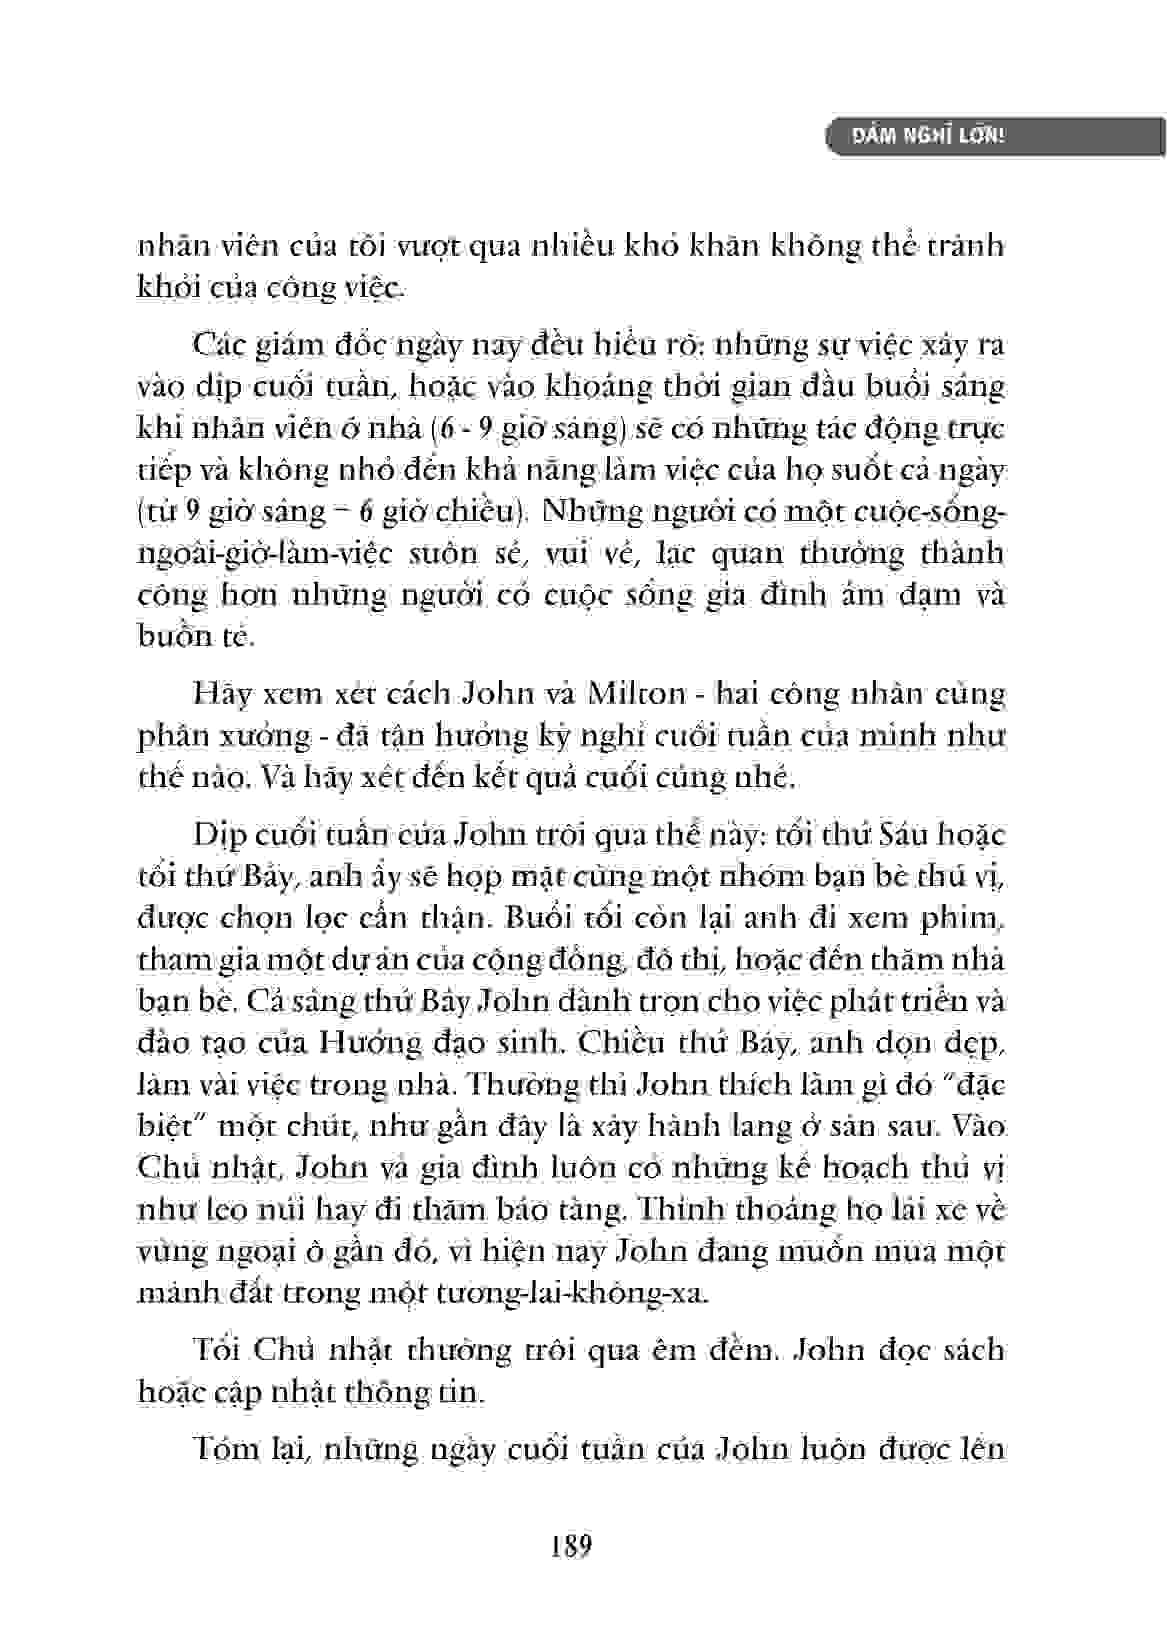 DÁM NGHĨ LỚN!
nhân viên của tôi vượt qua nhiều khó khăn không thể tránh
khỏi của công việc.
Các giám đốc ngày nay đều hiểu rõ: những sự việc xảy ra
vào dịp cuối tuần, hoặc vào khoảng thời gian đầu buổi sáng
khi nhân viên ở nhà (6 - 9 giờ sáng) sẽ có những tác động trực
tiếp và không nhỏ đến khả năng làm việc của họ suốt cả ngày
(từ 9 giờ sáng – 6 giờ chiều). Những người có một cuộc-sống-
ngoài-giờ-làm-việc suôn sẻ, vui vẻ, lạc quan thường thành
công hơn những người có cuộc sống gia đình ảm đạm và
buồn tẻ.
Hãy xem xét cách John và Milton - hai công nhân cùng
phân xưởng - đã tận hưởng kỳ nghỉ cuối tuần của mình như
thế nào. Và hãy xét đến kết quả cuối cùng nhé.
Dịp cuối tuần của John trôi qua thế này: tối thứ Sáu hoặc
tối thứ Bảy, anh ấy sẽ họp mặt cùng một nhóm bạn bè thú vị,
được chọn lọc cẩn thận. Buổi tối còn lại anh đi xem phim,
tham gia một dự án của cộng đồng, đô thị, hoặc đến thăm nhà
bạn bè. Cả sáng thứ Bảy John dành trọn cho việc phát triển và
đào tạo của Hướng đạo sinh. Chiều thứ Bảy, anh dọn dẹp,
làm vài việc trong nhà. Thường thì John thích làm gì đó “đặc
biệt” một chút, như gần đây là xây hành lang ở sân sau. Vào
Chủ nhật, John và gia đình luôn có những kế hoạch thú vị
như leo núi hay đi thăm bảo tàng. Thỉnh thoảng họ lái xe về
vùng ngoại ô gần đó, vì hiện nay John đang muốn mua một
mảnh đất trong một tương-lai-không-xa.
Tối Chủ nhật thường trôi qua êm đềm. John đọc sách
hoặc cập nhật thông tin.
Tóm lại, những ngày cuối tuần của John luôn được lên
189